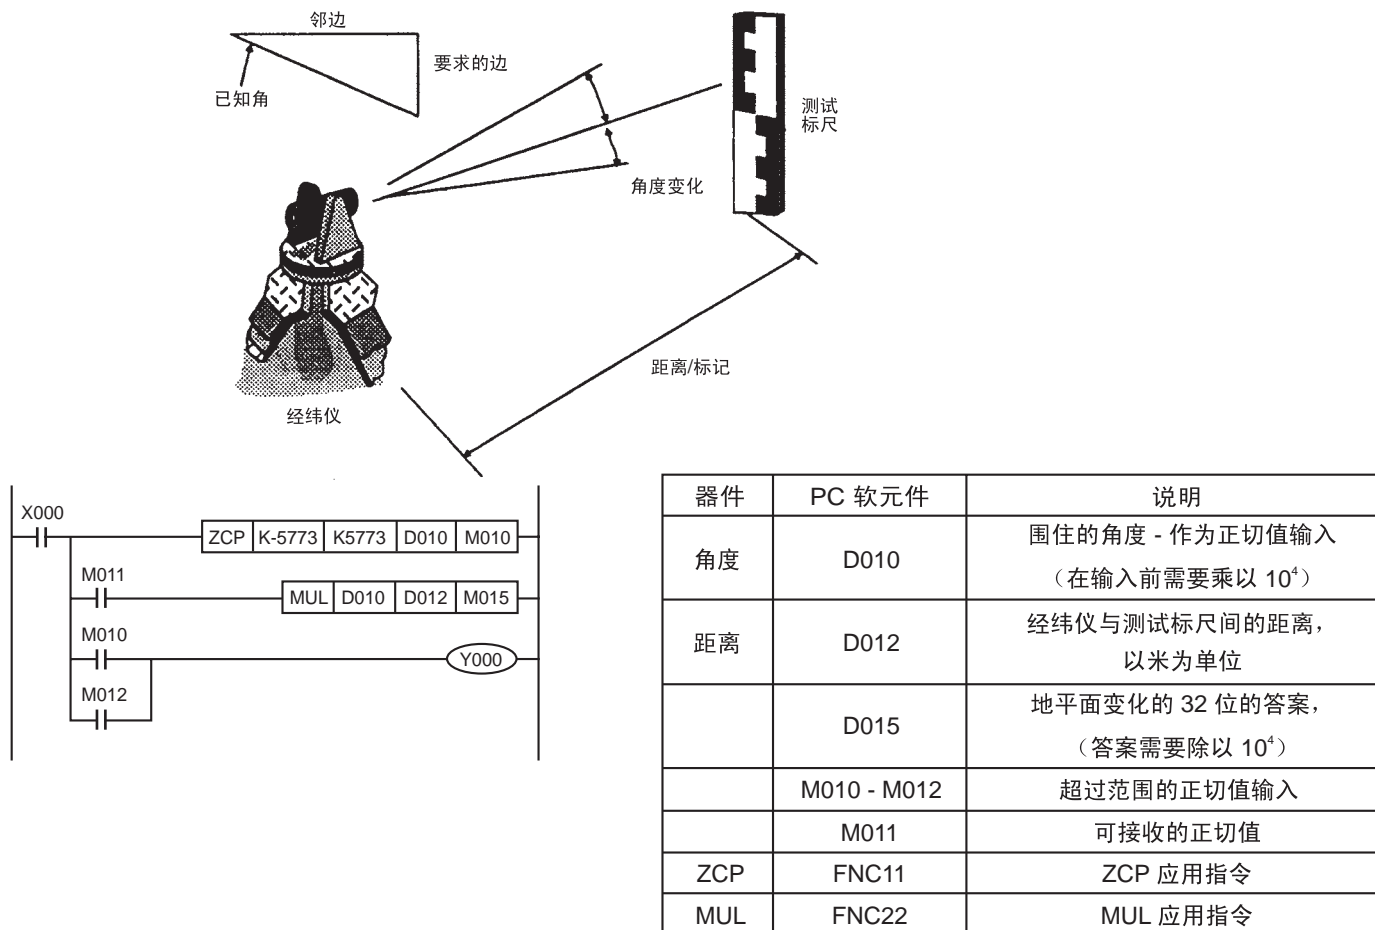 邻边
要求的边
已知角
测试
标尺
角度变化
距离/标记
经纬仪
X000
ZCP K-5773 K5773 D010 M010
M011
MUL D010 D012 M015
M010
Y000
M012
器件 PC 软元件 说明
角度 D010 围住的角度 - 作为正切值输入
（在输入前需要乘以 10⁴）
距离 D012 经纬仪与测试标尺间的距离，
以米为单位
D015 地平面变化的 32 位的答案，
（答案需要除以 10⁴）
M010 - M012 超过范围的正切值输入
M011 可接收的正切值
ZCP FNC11 ZCP 应用指令
MUL FNC22 MUL 应用指令